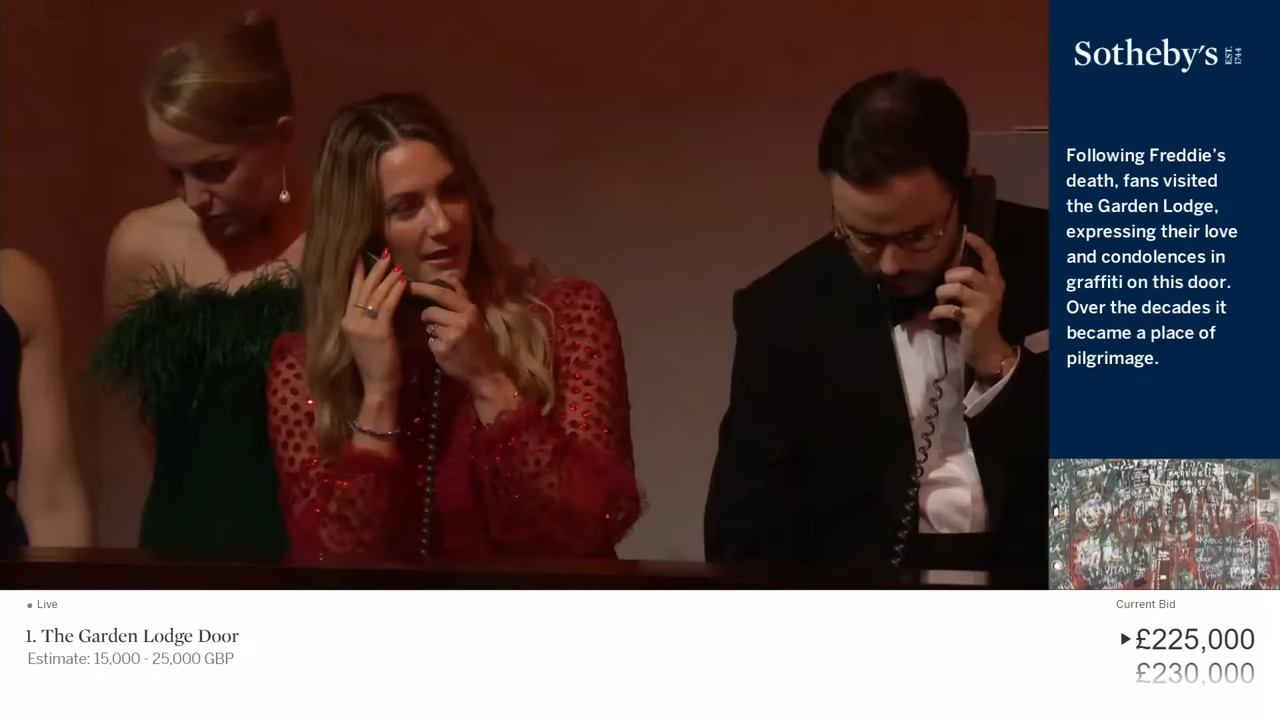 Sotheby's EST. 1744
Following Freddie's
death, fans visited
the Garden Lodge,
expressing their love
and condolences in
graffiti on this door.
Over the decades it
became a place of
pilgrimage.
Live
Current Bid
1. The Garden Lodge Door
£225,000
Estimate: 15,000 - 25,000 GBP
£230,000